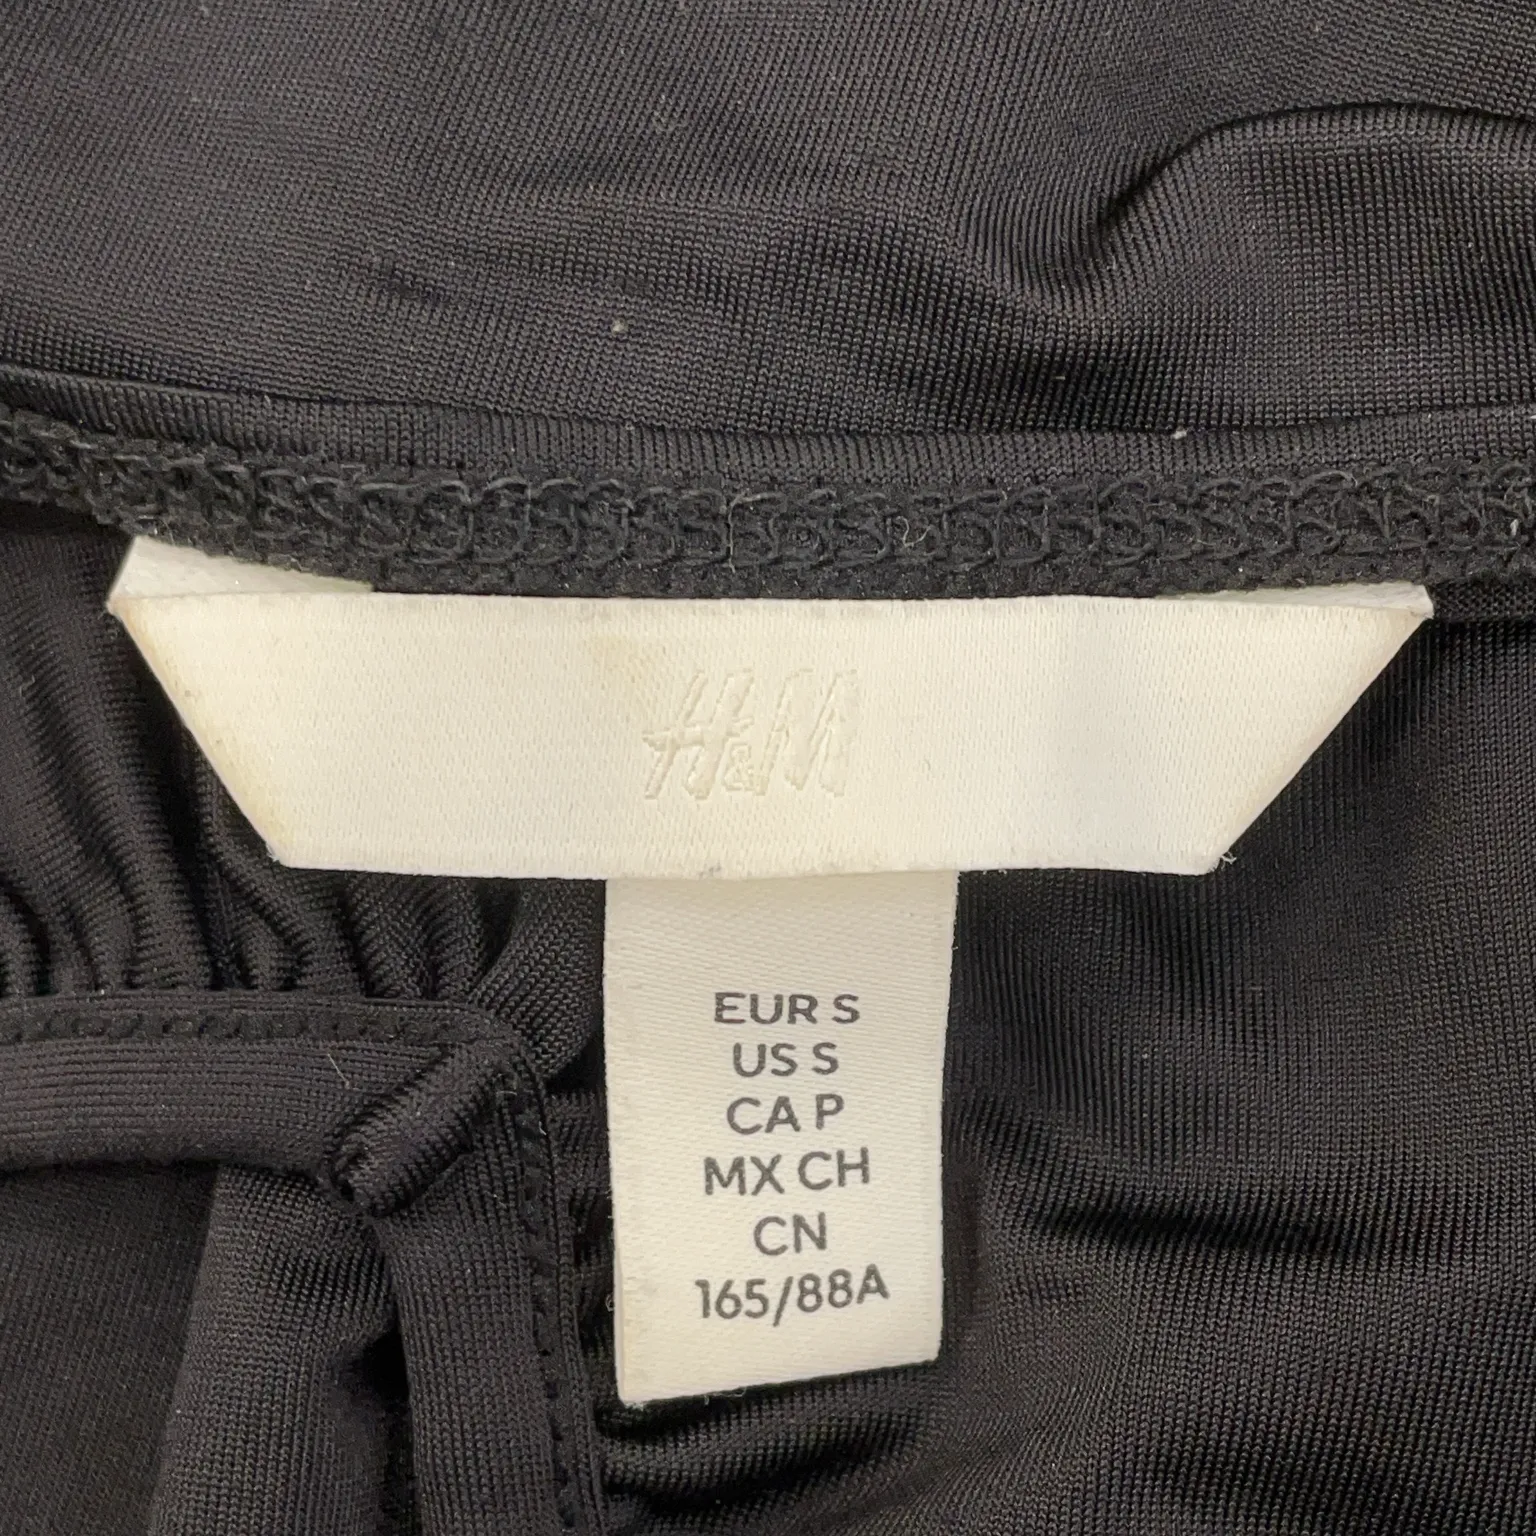 H&M
EUR S
US S
CA P
MX CH
CN
165/88A